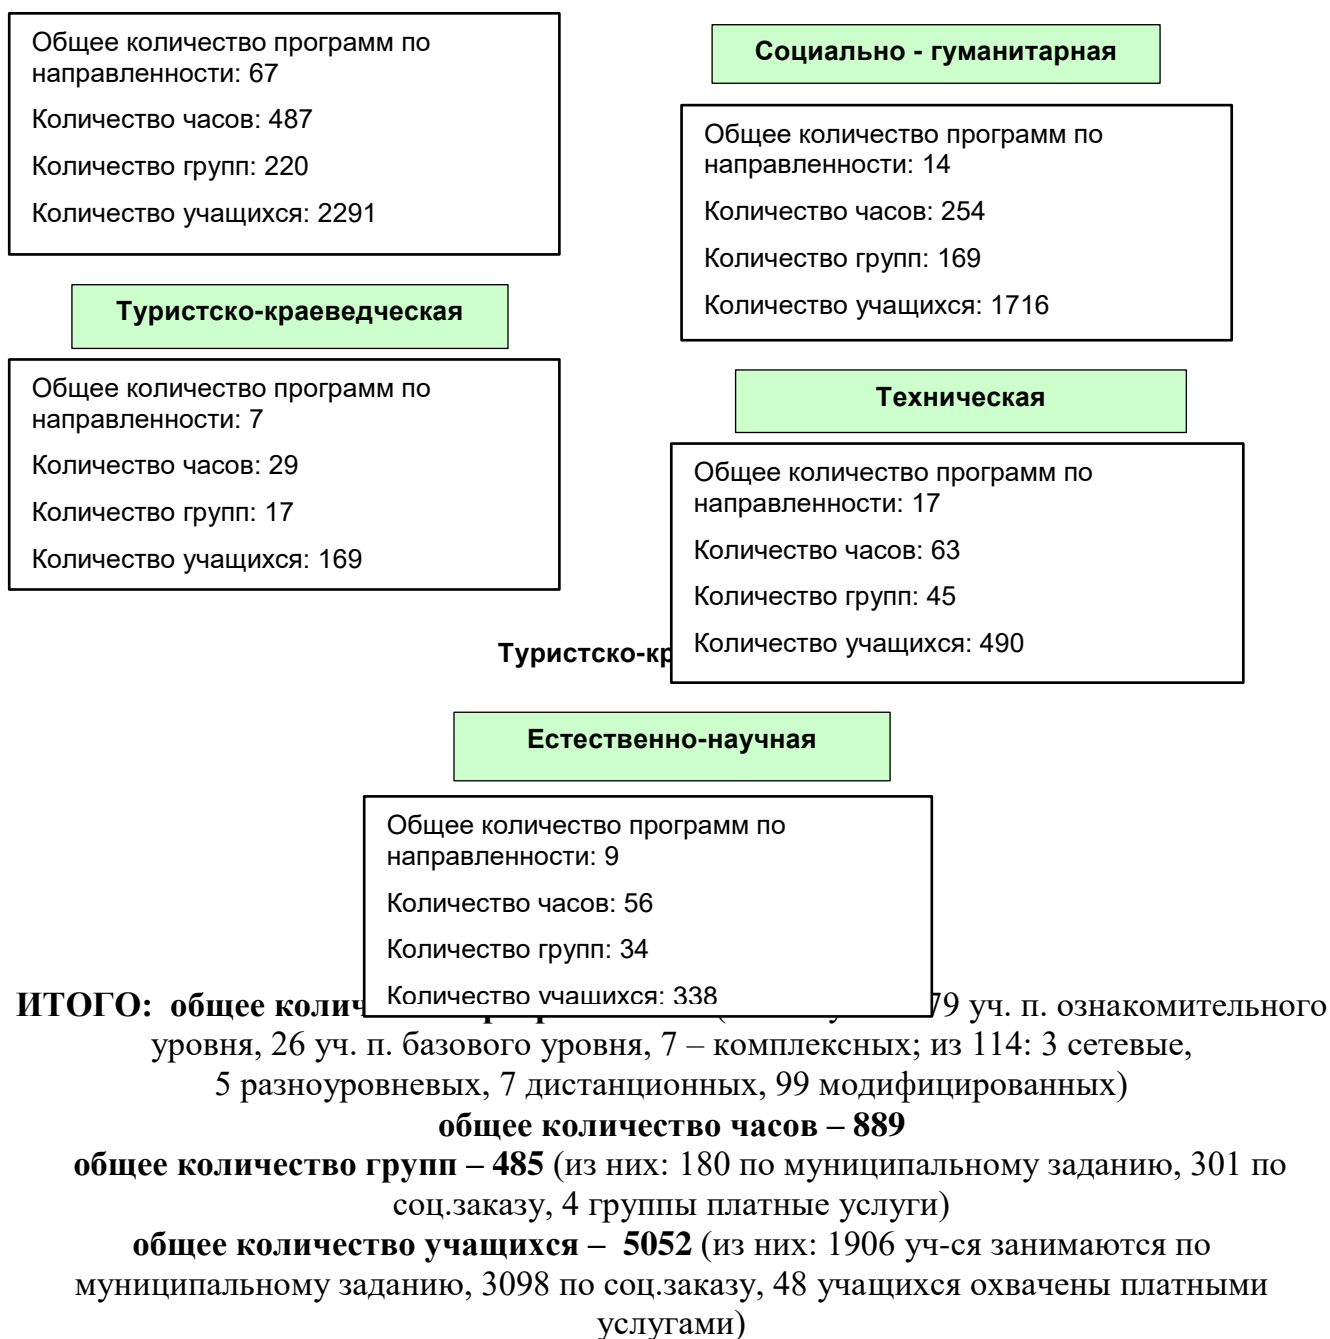 Общее количество программ по
направленности: 67
Количество часов: 487
Количество групп: 220
Количество учащихся: 2291
Социально - гуманитарная
Общее количество программ по
направленности: 14
Количество часов: 254
Количество групп: 169
Количество учащихся: 1716
Туристско-краеведческая
Общее количество программ по
направленности: 7
Количество часов: 29
Количество групп: 17
Количество учащихся: 169
Техническая
Общее количество программ по
направленности: 17
Количество часов: 63
Количество групп: 45
Количество учащихся: 490
Туристско-кр
Естественно-научная
Общее количество программ по
направленности: 9
Количество часов: 56
Количество групп: 34
Количество учащихся: 338
ИТОГО: общее колич 79 уч. п. ознакомительного
уровня, 26 уч. п. базового уровня, 7 – комплексных; из 114: 3 сетевые,
5 разноуровневых, 7 дистанционных, 99 модифицированных)
общее количество часов – 889
общее количество групп – 485 (из них: 180 по муниципальному заданию, 301 по
соц.заказу, 4 группы платные услуги)
общее количество учащихся – 5052 (из них: 1906 уч-ся занимаются по
муниципальному заданию, 3098 по соц.заказу, 48 учащихся охвачены платными
услугами)